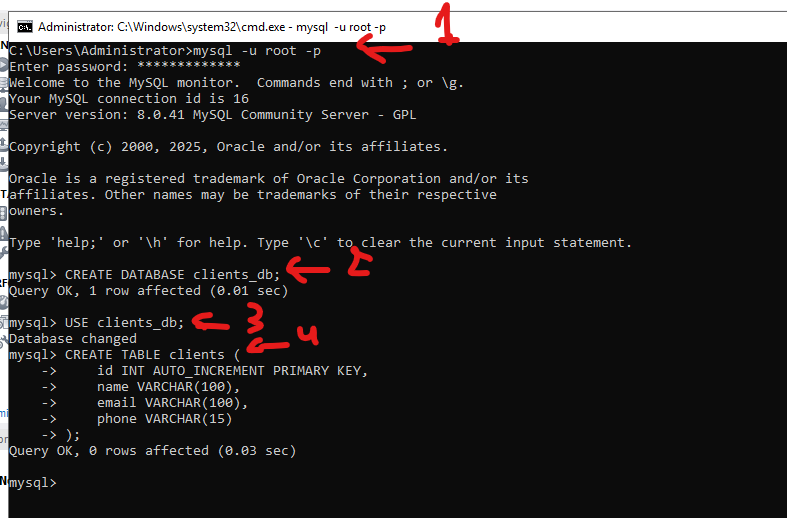 Administrator: C:\Windows\system32\cmd.exe - mysql  -u root -p
1
C:\Users\Administrator>mysql -u root -p
Enter password: *************
Welcome to the MySQL monitor.  Commands end with ; or \g.
Your MySQL connection id is 16
Server version: 8.0.41 MySQL Community Server - GPL

Copyright (c) 2000, 2025, Oracle and/or its affiliates.

Oracle is a registered trademark of Oracle Corporation and/or its
affiliates. Other names may be trademarks of their respective
owners.

Type 'help;' or '\h' for help. Type '\c' to clear the current input statement.

mysql> CREATE DATABASE clients_db;
2
Query OK, 1 row affected (0.01 sec)

mysql> USE clients_db;
3
Database changed
4
mysql> CREATE TABLE clients (
    ->     id INT AUTO_INCREMENT PRIMARY KEY,
    ->     name VARCHAR(100),
    ->     email VARCHAR(100),
    ->     phone VARCHAR(15)
    -> );
Query OK, 0 rows affected (0.03 sec)

mysql>